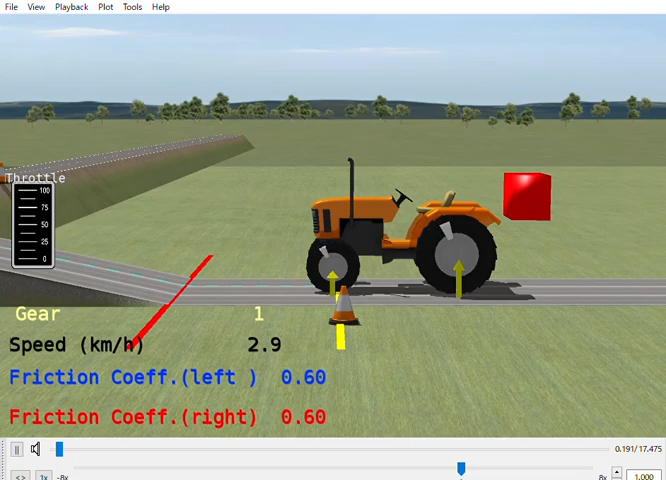 File View Playback Plot Tools Help
Throttle
100
75
50
25
0
Gear 1
Speed (km/h) 2.9
Friction Coeff.(left ) 0.60
Friction Coeff.(right) 0.60
0.191/17.475
<> 1x -8x 8x 1.000